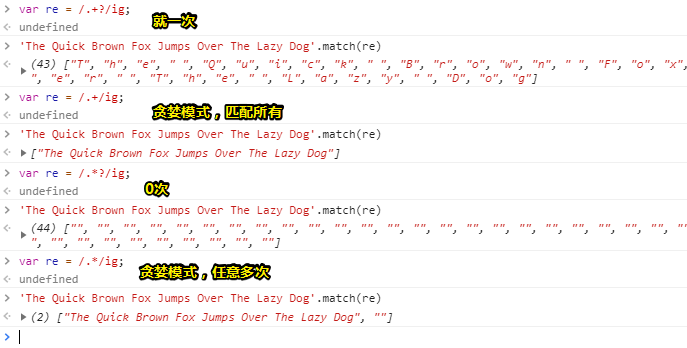 var re = /.+?/ig;
就一次
undefined
'The Quick Brown Fox Jumps Over The Lazy Dog'.match(re)
(43) ["T", "h", "e", " ", "Q", "u", "i", "c", "k", " ", "B", "r", "o", "w", "n", " ", "F", "o", "x",
", "e", "r", " ", "T", "h", "e", " ", "L", "a", "z", "y", " ", "D", "o", "g"]
var re = /.+/ig;
贪婪模式，匹配所有
undefined
'The Quick Brown Fox Jumps Over The Lazy Dog'.match(re)
["The Quick Brown Fox Jumps Over The Lazy Dog"]
var re = /.*?/ig;
0次
undefined
'The Quick Brown Fox Jumps Over The Lazy Dog'.match(re)
(44) ["", "", "", "", "", "", "", "", "", "", "", "", "", "", "", "", "", "", "", "", "", "", "", ""
", "", "", "", "", "", "", "", "", ""]
var re = /.*/ig;
贪婪模式，任意多次
undefined
'The Quick Brown Fox Jumps Over The Lazy Dog'.match(re)
(2) ["The Quick Brown Fox Jumps Over The Lazy Dog", ""]